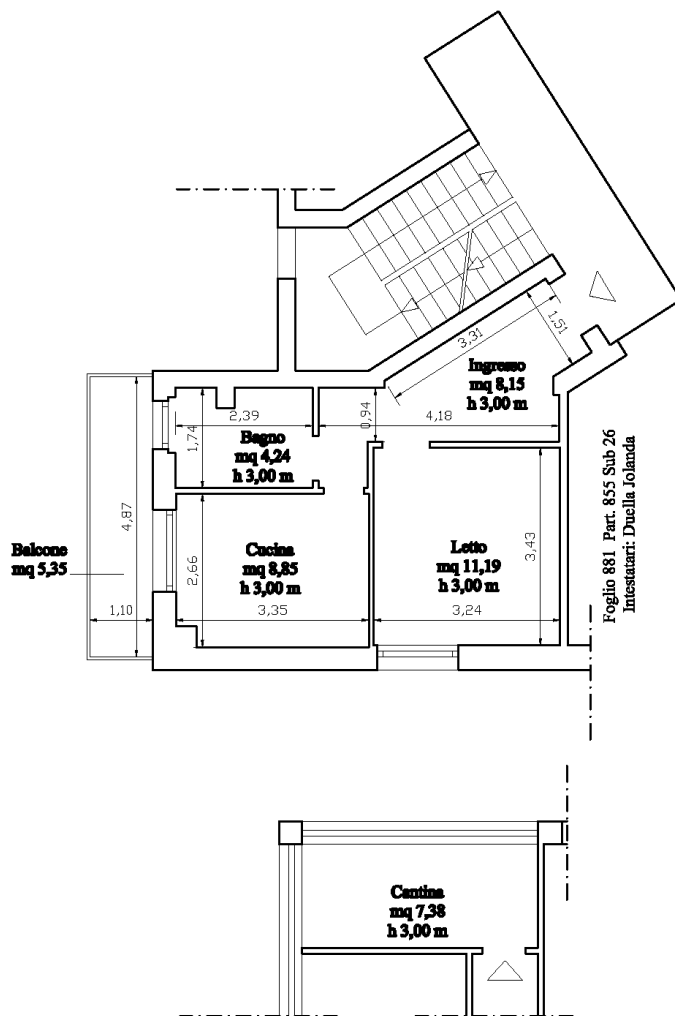 3,31
1,51
Ingresso
mq 8,15
h 3,00 m
2,39
0,94
4,18
1,74
Bagno
mq 4,24
h 3,00 m
Foglio 881 Part. 855 Sub 26
Intestatari: Duella Jolanda
4,87
Balcone
mq 5,35
2,66
Cucina
mq 8,85
h 3,00 m
Letto
mq 11,19
h 3,00 m
3,43
1,10
3,35
3,24
Cantina
mq 7,38
h 3,00 m